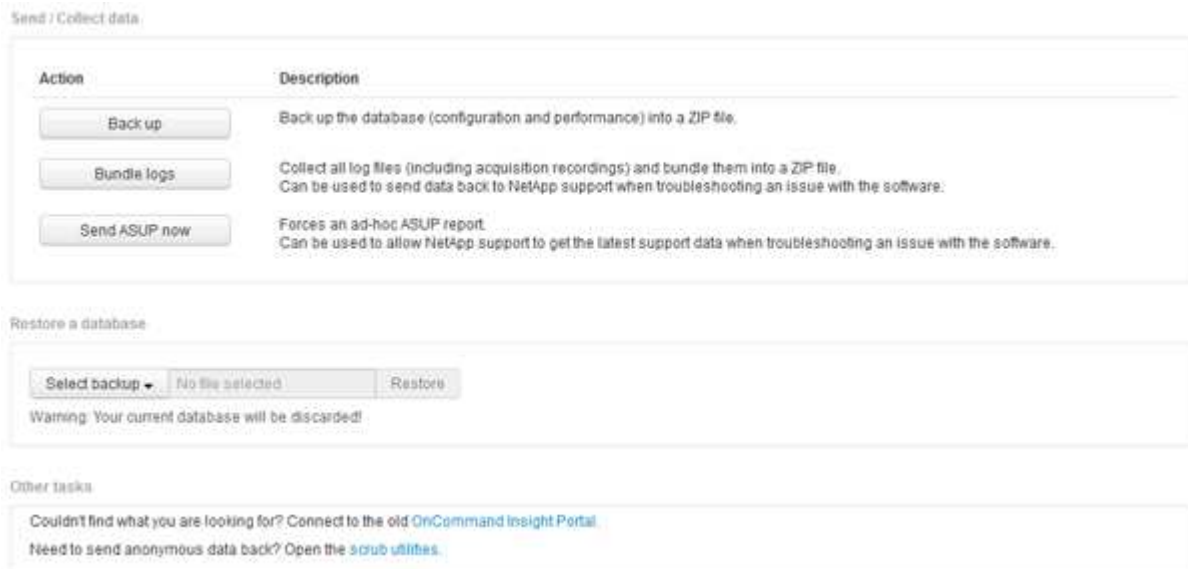 Send / Collect data
Action Description
Back up Back up the database (configuration and performance) into a ZIP file.
Bundle logs Collect all log files (including acquisition recordings) and bundle them into a ZIP file.
Can be used to send data back to NetApp support when troubleshooting an issue with the software.
Send ASUP now Forces an ad-hoc ASUP report.
Can be used to allow NetApp support to get the latest support data when troubleshooting an issue with the software.
Restore a database
Select backup No file selected Restore
Warning: Your current database will be discarded!
Other tasks
Couldn't find what you are looking for? Connect to the old OnCommand Insight Portal.
Need to send anonymous data back? Open the scrub utilities.